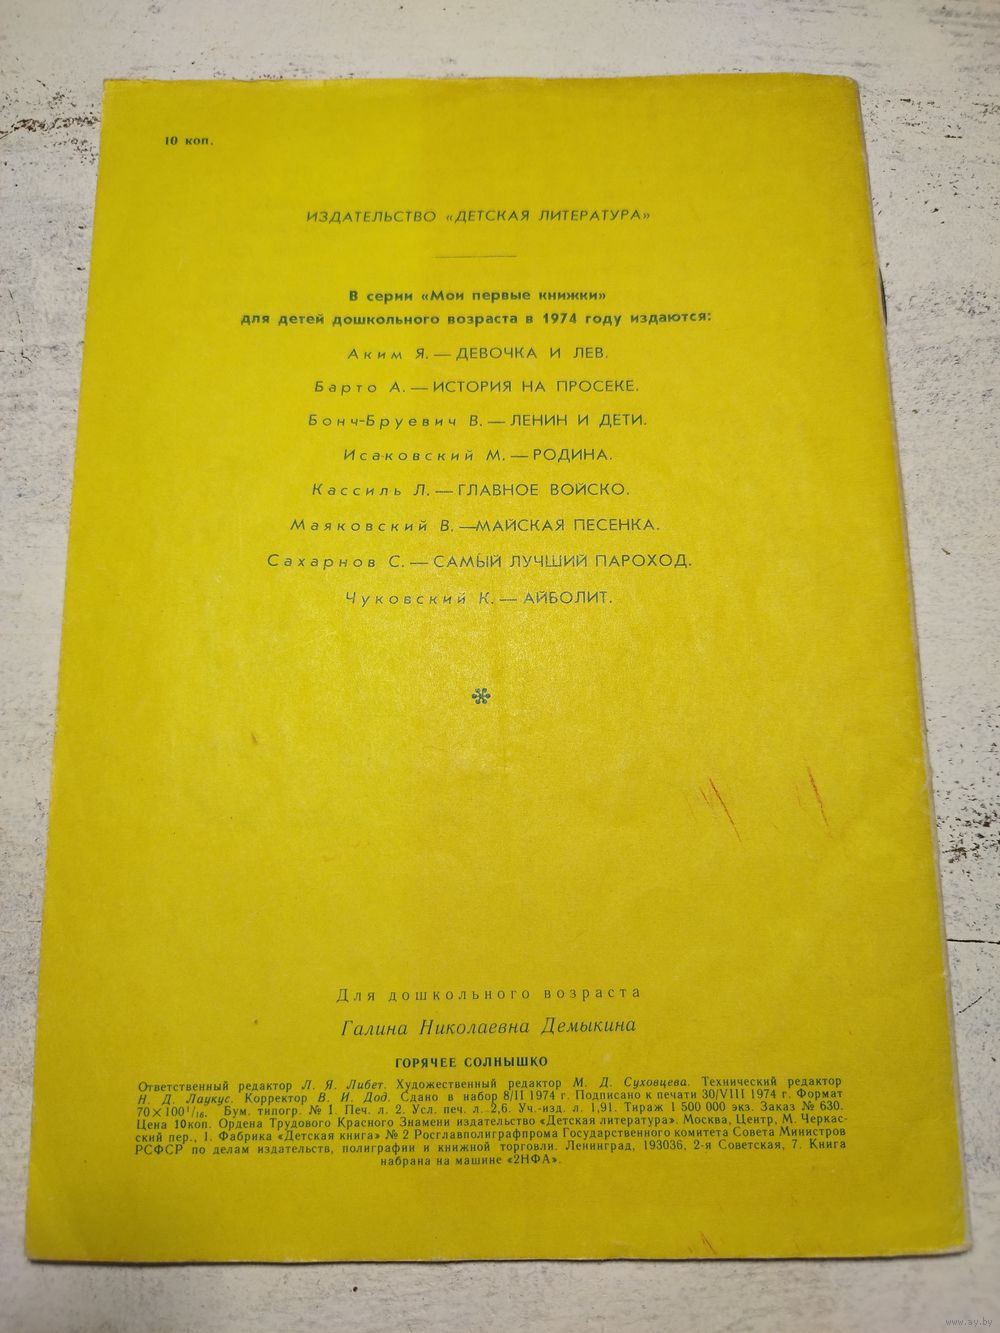 10 коп.
ИЗДАТЕЛЬСТВО «ДЕТСКАЯ ЛИТЕРАТУРА»
В серии «Мои первые книжки»
для детей дошкольного возраста в 1974 году издаются:
Аким Я. — ДЕВОЧКА И ЛЕВ.
Барто А. — ИСТОРИЯ НА ПРОСЕКЕ.
Бонч-Бруевич В. — ЛЕНИН И ДЕТИ.
Исаковский М. — РОДИНА.
Кассиль Л. — ГЛАВНОЕ ВОЙСКО.
Маяковский В. — МАЙСКАЯ ПЕСЕНКА.
Сахарнов С. — САМЫЙ ЛУЧШИЙ ПАРОХОД.
Чуковский К. — АЙБОЛИТ.
Для дошкольного возраста
Галина Николаевна Демыкина
ГОРЯЧЕЕ СОЛНЫШКО
Ответственный редактор Л. Я. Либет. Художественный редактор М. Д. Суховцева. Технический редактор
Н. Д. Лаукус. Корректор В. И. Дод. Сдано в набор 8/II 1974 г. Подписано к печати 30/VIII 1974 г. Формат
70×100 1/16. Бум. типогр. № 1. Печ. л. 2. Усл. печ. л. 2,6. Уч.-изд. л. 1,91. Тираж 1 500 000 экз. Заказ № 630.
Цена 10 коп. Ордена Трудового Красного Знамени издательство «Детская литература». Москва, Центр, М. Черкас-
ский пер., 1. Фабрика «Детская книга» № 2 Росглавполиграфпрома Государственного комитета Совета Министров
РСФСР по делам издательств, полиграфии и книжной торговли. Ленинград, 193036, 2-я Советская, 7. Книга
набрана на машине «2НФА».
www.ay.by